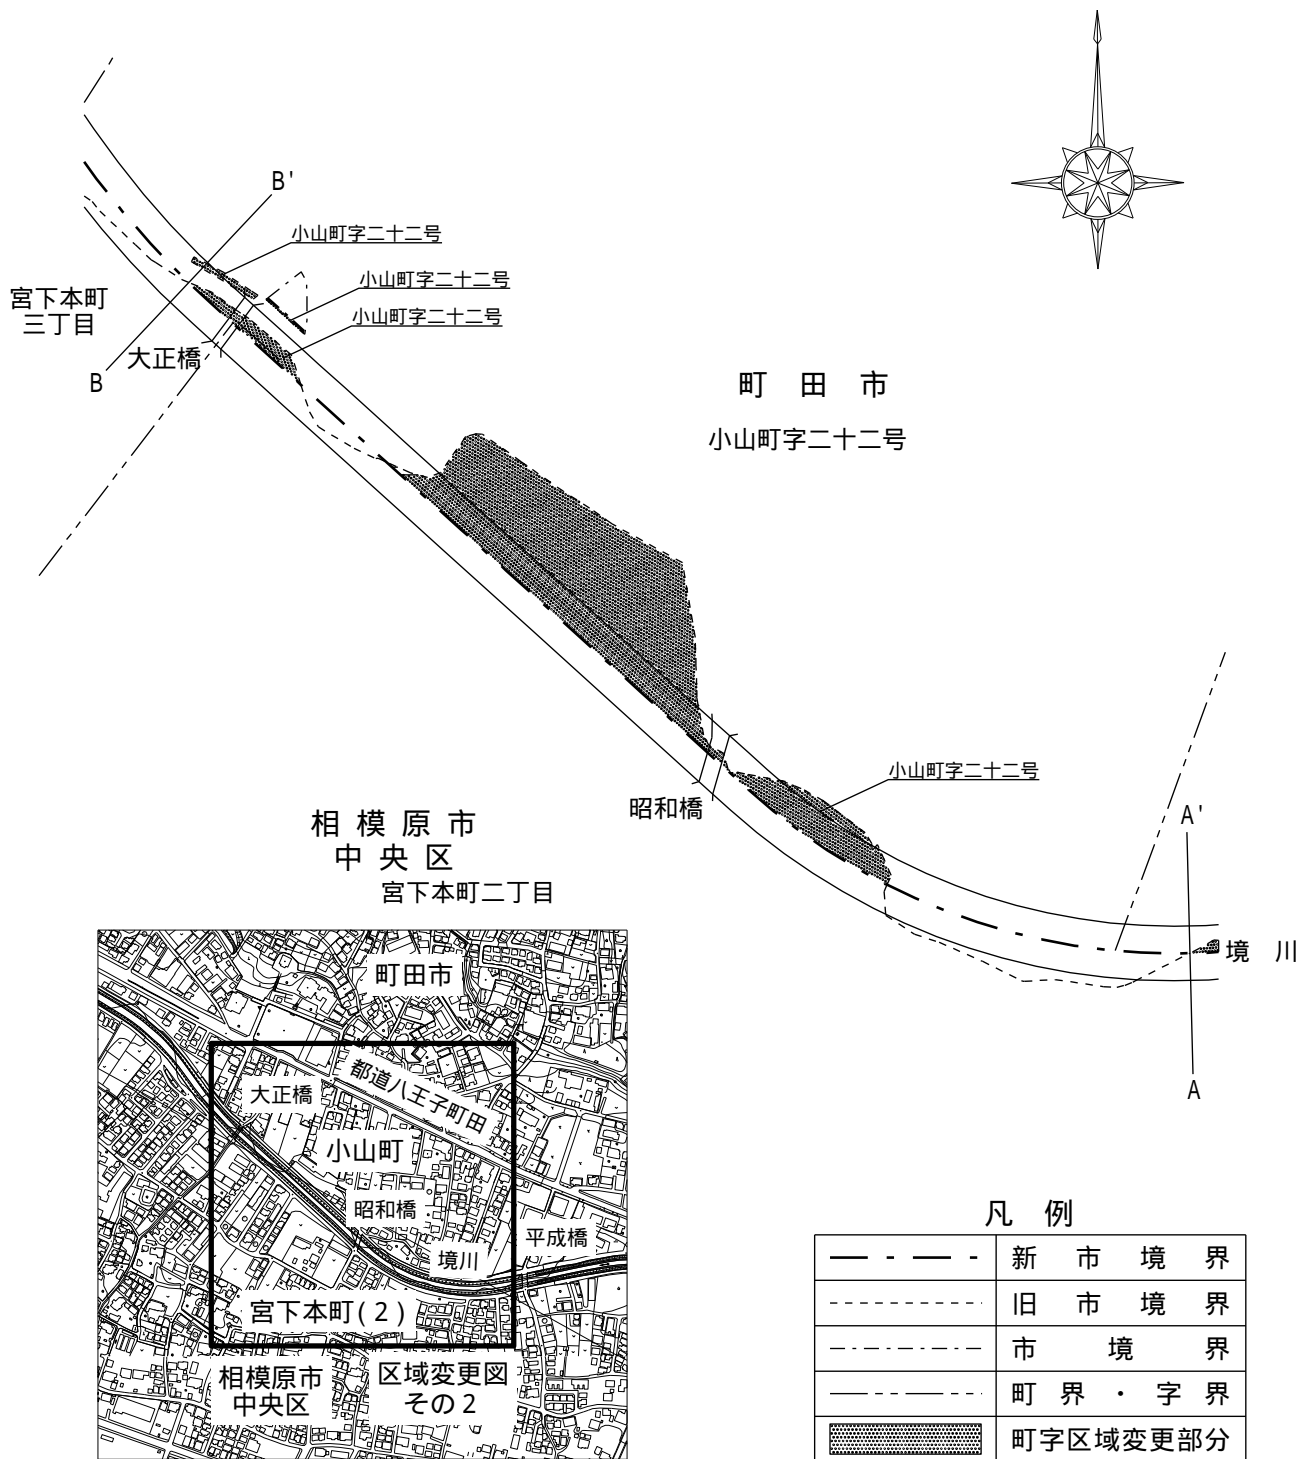 B'
小山町字二十二号
小山町字二十二号
宮下本町
三丁目
小山町字二十二号
大正橋
B
町田市
小山町字二十二号
小山町字二十二号
昭和橋
A'
相模原市
中央区
宮下本町二丁目
境川
A
町田市
大正橋
都道八王子町田
小山町
昭和橋
平成橋
境川
宮下本町(2)
相模原市
中央区
区域変更図
その2
凡例
新市境界
旧市境界
市境界
町界・字界
町字区域変更部分